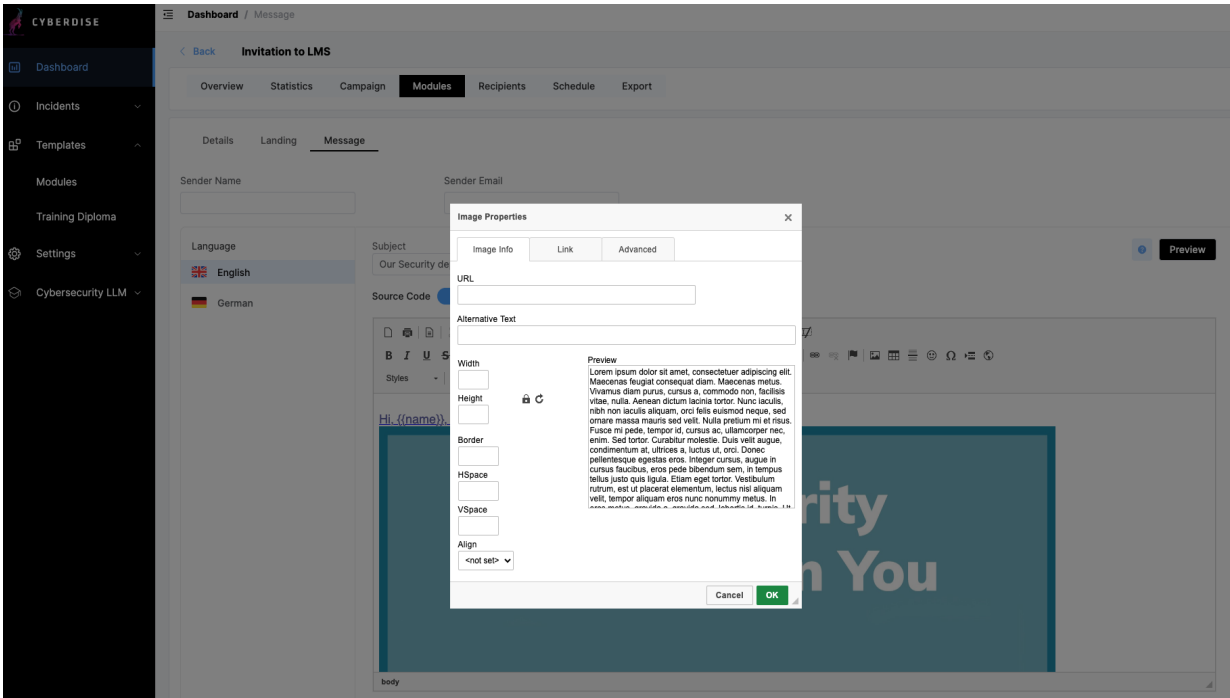 CYBERDISE
Dashboard / Message
Back
Invitation to LMS
Dashboard
Overview Statistics Campaign Modules Recipients Schedule Export
Incidents
Templates
Details Landing Message
Modules
Sender Name Sender Email
Training Diploma
Image Properties
Settings
Language
Subject
Image Info Link Advanced
Preview
English
Our Security de
Cybersecurity LLM
URL
German
Source Code
Alternative Text
B I U S
Styles
Width
Preview
Height
Lorem ipsum dolor sit amet, consectetuer adipiscing elit.
Maecenas feugiat consequat diam. Maecenas metus.
Vivamus diam purus, cursus a, commodo non, facilisis
vitae, nulla. Aenean dictum lacinia tortor. Nunc iaculis,
nibh non iaculis aliquam, orci felis euismod neque, sed
ornare massa mauris sed velit. Nulla pretium mi et risus.
Fusce mi pede, tempor id, cursus ac, ullamcorper nec,
enim. Sed tortor. Curabitur molestie. Duis velit augue,
condimentum at, ultrices a, luctus ut, orci. Donec
pellentesque egestas eros. Integer cursus, augue in
cursus faucibus, eros pede bibendum sem, in tempus
tellus justo quis ligula. Etiam eget tortor. Vestibulum
rutrum, est ut placerat elementum, lectus nisl aliquam
velit, tempor aliquam eros nunc nonummy metus. In
eros metus, gravida a, gravida sed, lobortis id, turpis. Ut
Hi, {{name}},
Border
HSpace
VSpace
Align
<not set>
rity
You
Cancel OK
body